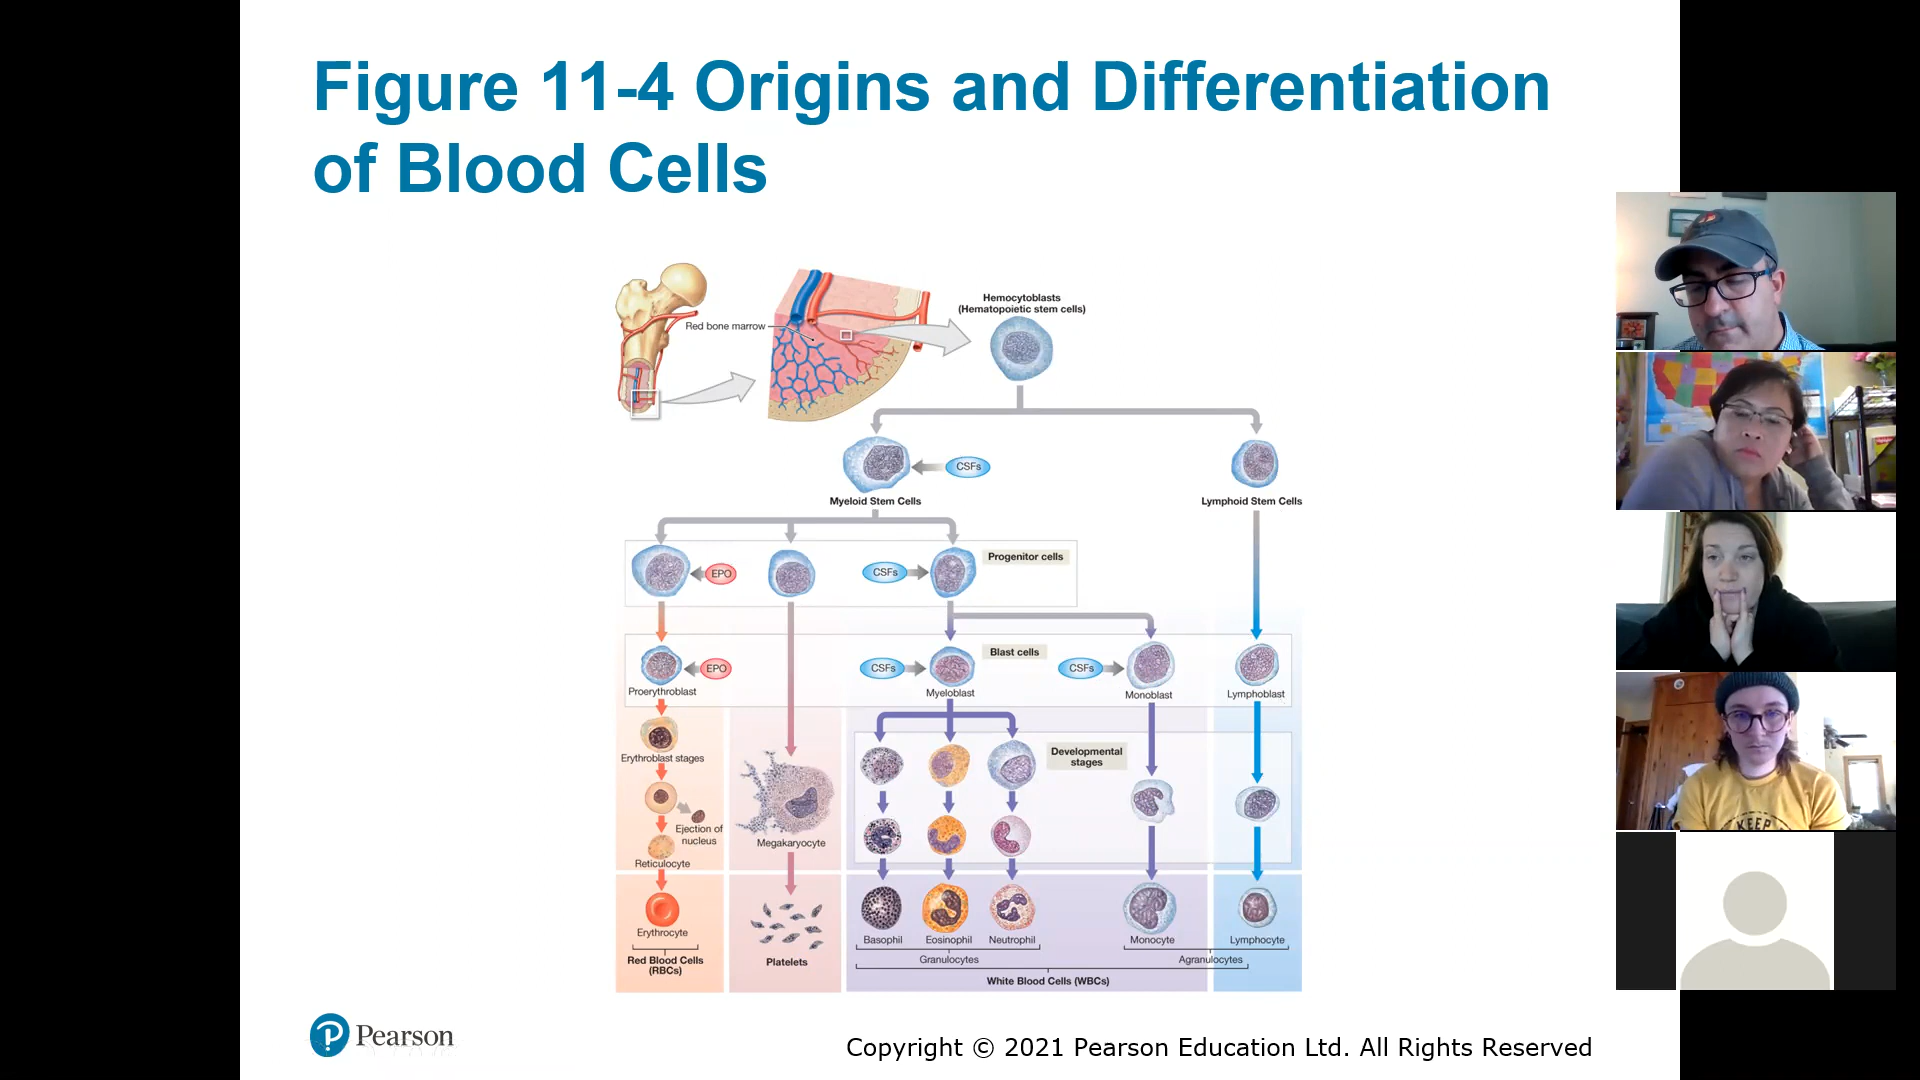 Figure 11-4 Origins and Differentiation
of Blood Cells
Hemocytoblasts
(Hematopoietic stem cells)
Red bone marrow
CSFs
Myeloid Stem Cells
Lymphoid Stem Cells
Progenitor cells
EPO
CSFs
Blast cells
EPO
CSFs
CSFs
Proerythroblast
Myeloblast
Monoblast
Lymphoblast
Developmental
stages
Erythroblast stages
Ejection of
nucleus
Megakaryocyte
Reticulocyte
Erythrocyte
Basophil
Eosinophil
Neutrophil
Monocyte
Lymphocyte
Granulocytes
Agranulocytes
Red Blood Cells
(RBCs)
Platelets
White Blood Cells (WBCs)
KEEP
Pearson
Copyright © 2021 Pearson Education Ltd. All Rights Reserved